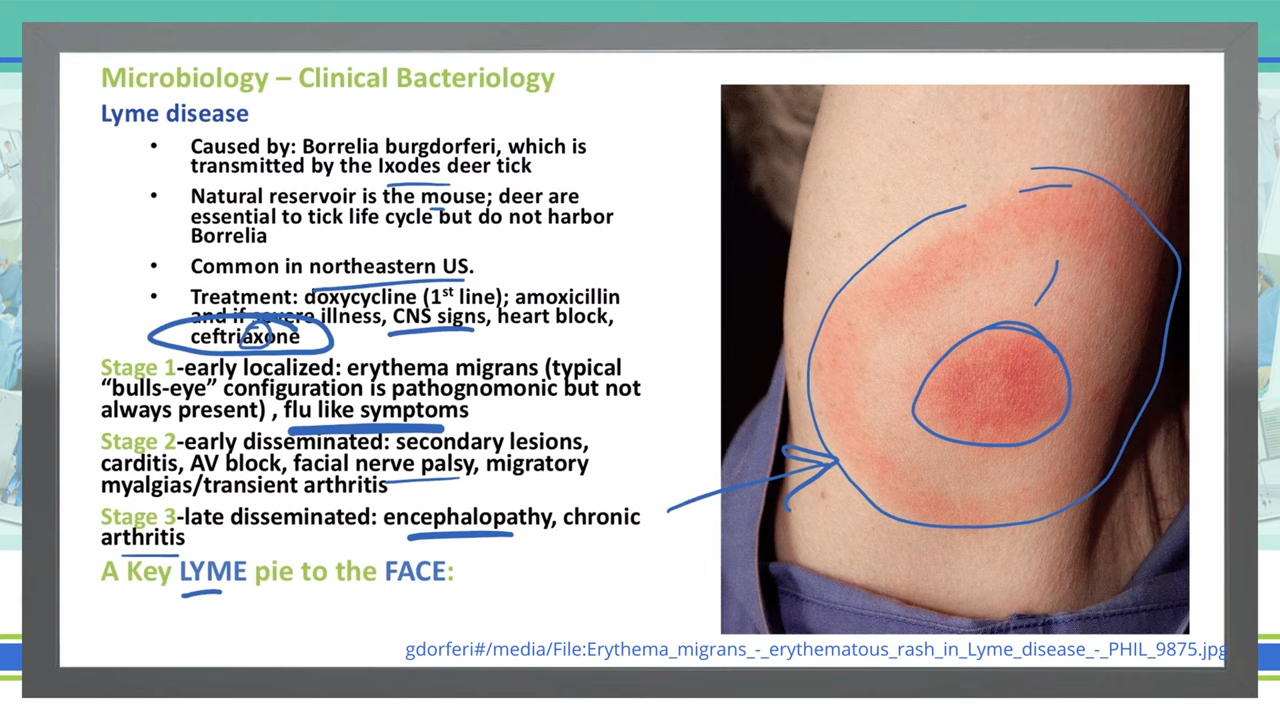 Microbiology – Clinical Bacteriology
Lyme disease
• Caused by: Borrelia burgdorferi, which is
transmitted by the Ixodes deer tick
• Natural reservoir is the mouse; deer are
essential to tick life cycle but do not harbor
Borrelia
• Common in northeastern US.
• Treatment: doxycycline (1st line); amoxicillin
and if severe illness, CNS signs, heart block,
ceftriaxone
Stage 1-early localized: erythema migrans (typical
“bulls-eye” configuration is pathognomonic but not
always present) , flu like symptoms
Stage 2-early disseminated: secondary lesions,
carditis, AV block, facial nerve palsy, migratory
myalgias/transient arthritis
Stage 3-late disseminated: encephalopathy, chronic
arthritis
A Key LYME pie to the FACE:
gdorferi#/media/File:Erythema_migrans_-_erythematous_rash_in_Lyme_disease_-_PHIL_9875.jpg